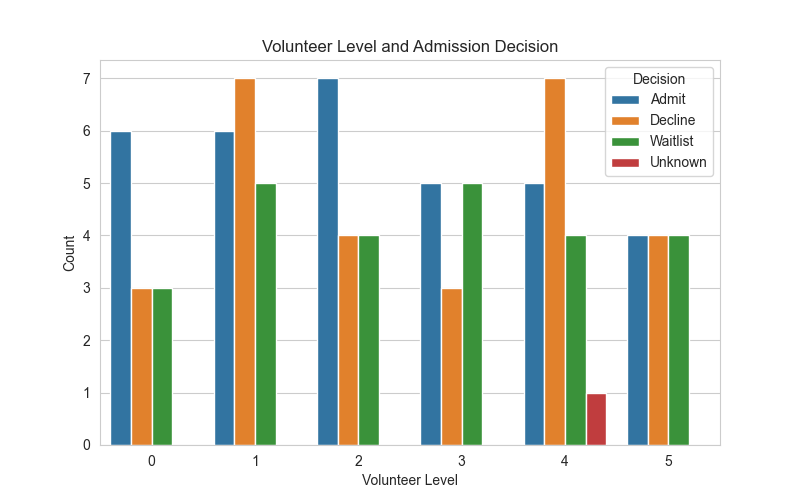 Volunteer Level and Admission Decision
Decision
Admit
Decline
Waitlist
Unknown
Count
7
6
5
4
3
2
1
0
0 1 2 3 4 5
Volunteer Level